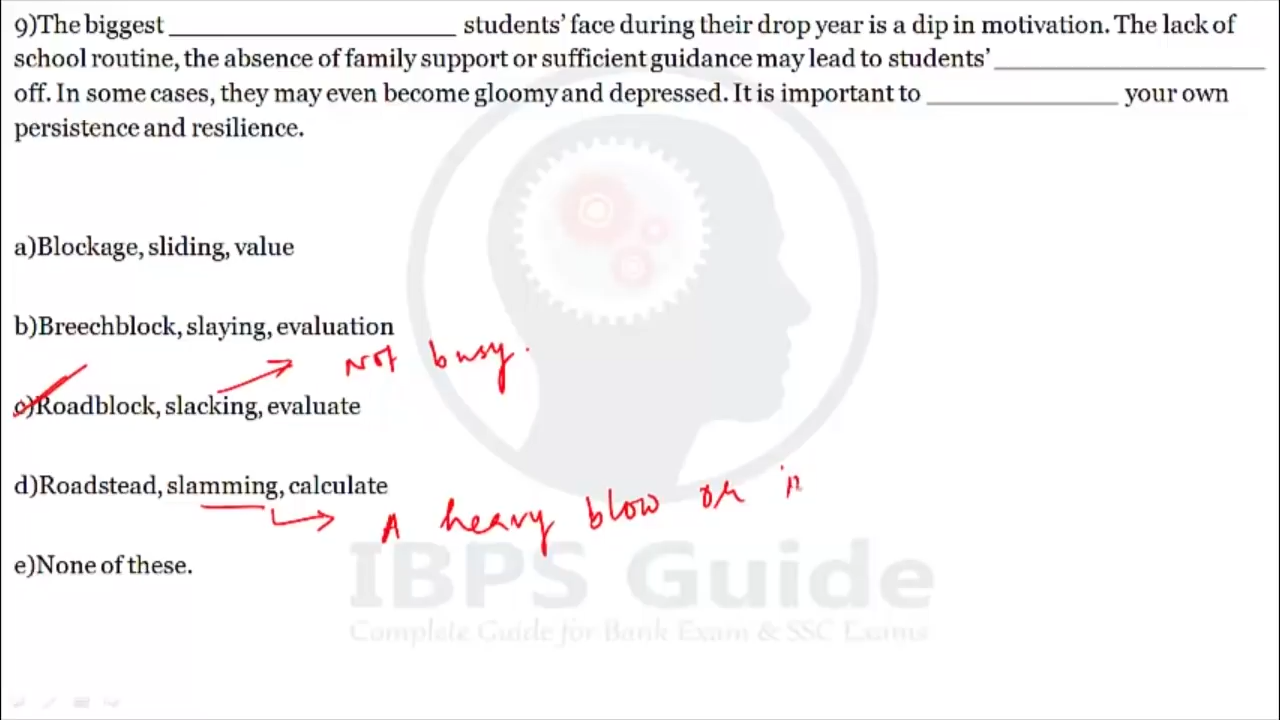 9)The biggest ________________________ students' face during their drop year is a dip in motivation. The lack of
school routine, the absence of family support or sufficient guidance may lead to students' _______________________
off. In some cases, they may even become gloomy and depressed. It is important to ________________ your own
persistence and resilience.
a)Blockage, sliding, value
b)Breechblock, slaying, evaluation
Not busy.
c)Roadblock, slacking, evaluate
d)Roadstead, slamming, calculate
A heavy blow or
e)None of these.
IBPS Guide
Complete Guide for Bank Exam & SSC Exams